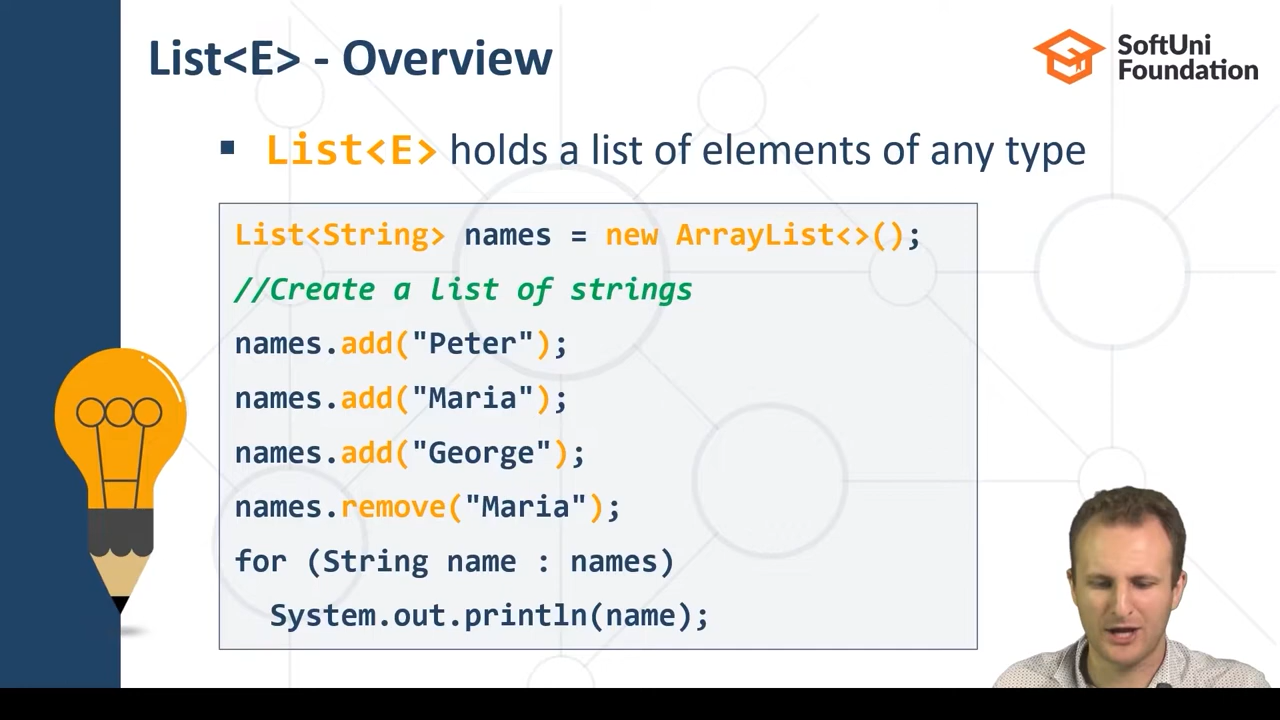 List<E> - Overview
SoftUni
Foundation
▪ List<E> holds a list of elements of any type
List<String> names = new ArrayList<>();
//Create a list of strings
names.add("Peter");
names.add("Maria");
names.add("George");
names.remove("Maria");
for (String name : names)
  System.out.println(name);